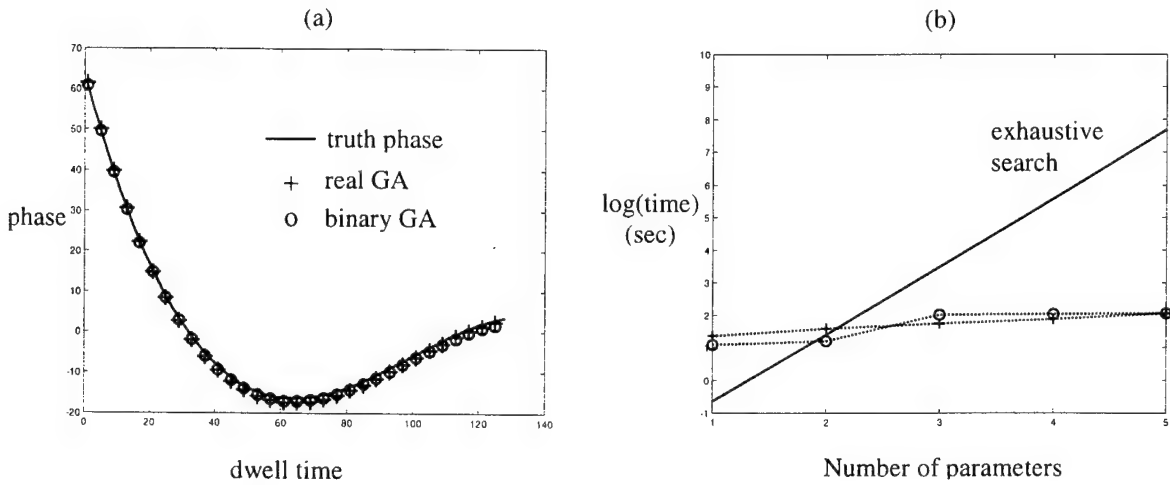 (a)
70
60
50
40
30
20
10
0
-10
-20
0
20
40
60
80
100
120
140
phase
truth phase
real GA
binary GA
dwell time
(b)
10
9
8
7
6
5
4
3
2
1
0
-1
1
2
3
4
5
log(time)
(sec)
exhaustive
search
Number of parameters